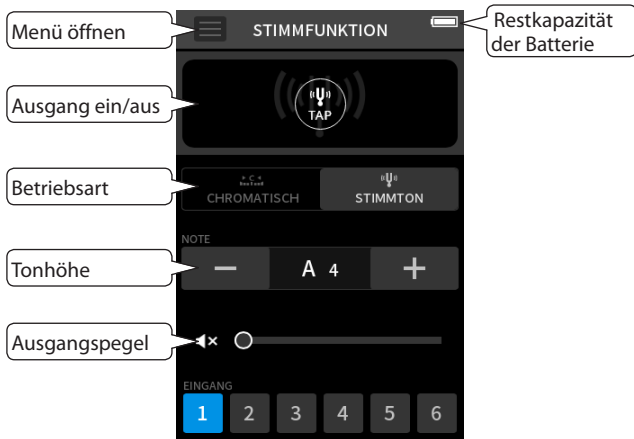 Menü öffnen
STIMMFUNKTION
Restkapazität
der Batterie
Ausgang ein/aus
TAP
Betriebsart
C
CHROMATISCH
STIMMTON
NOTE
Tonhöhe
− A 4 +
Ausgangspegel
EINGANG
1 2 3 4 5 6